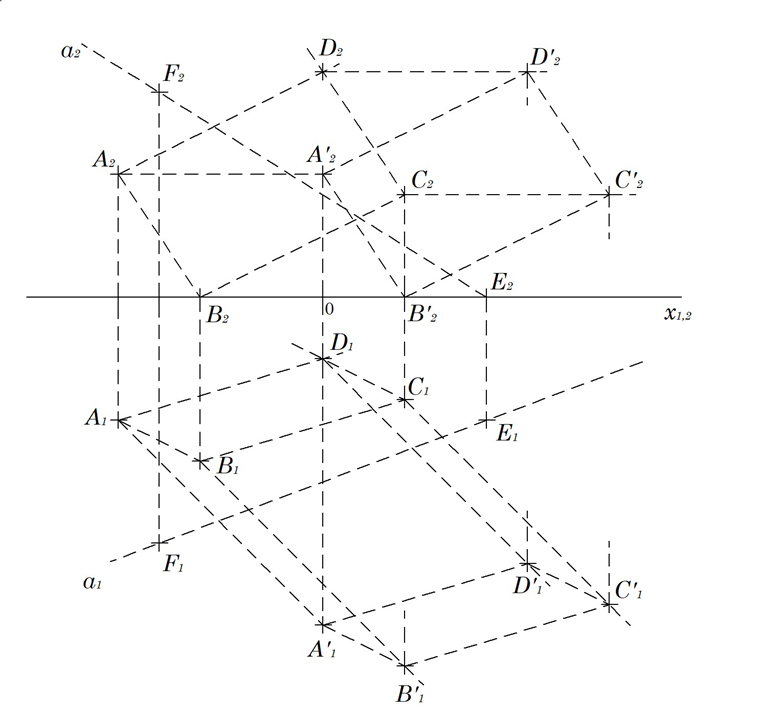 D₂
D'₂
a₂
F₂
A₂
A'₂
C₂
C'₂
E₂
B₂
0
B'₂
x₁,₂
D₁
C₁
A₁
E₁
B₁
F₁
a₁
D'₁
C'₁
A'₁
B'₁